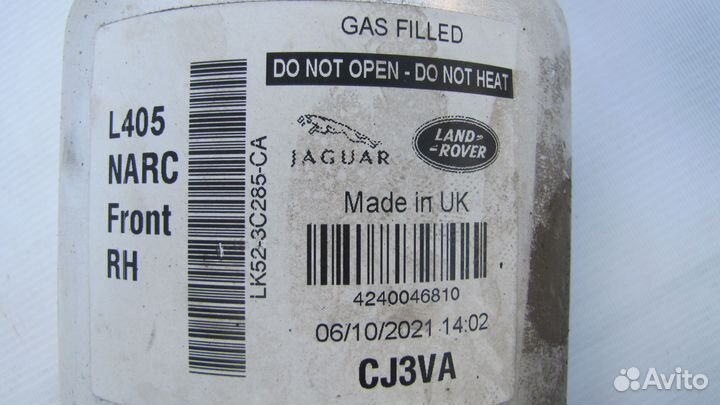 GAS FILLED
DO NOT OPEN - DO NOT HEAT
L405
NARC
Front
RH
LK52-3C285-CA
JAGUAR
LAND-
-ROVER
Made in UK
4240046810
06/10/2021 14:02
CJ3VA
Avito